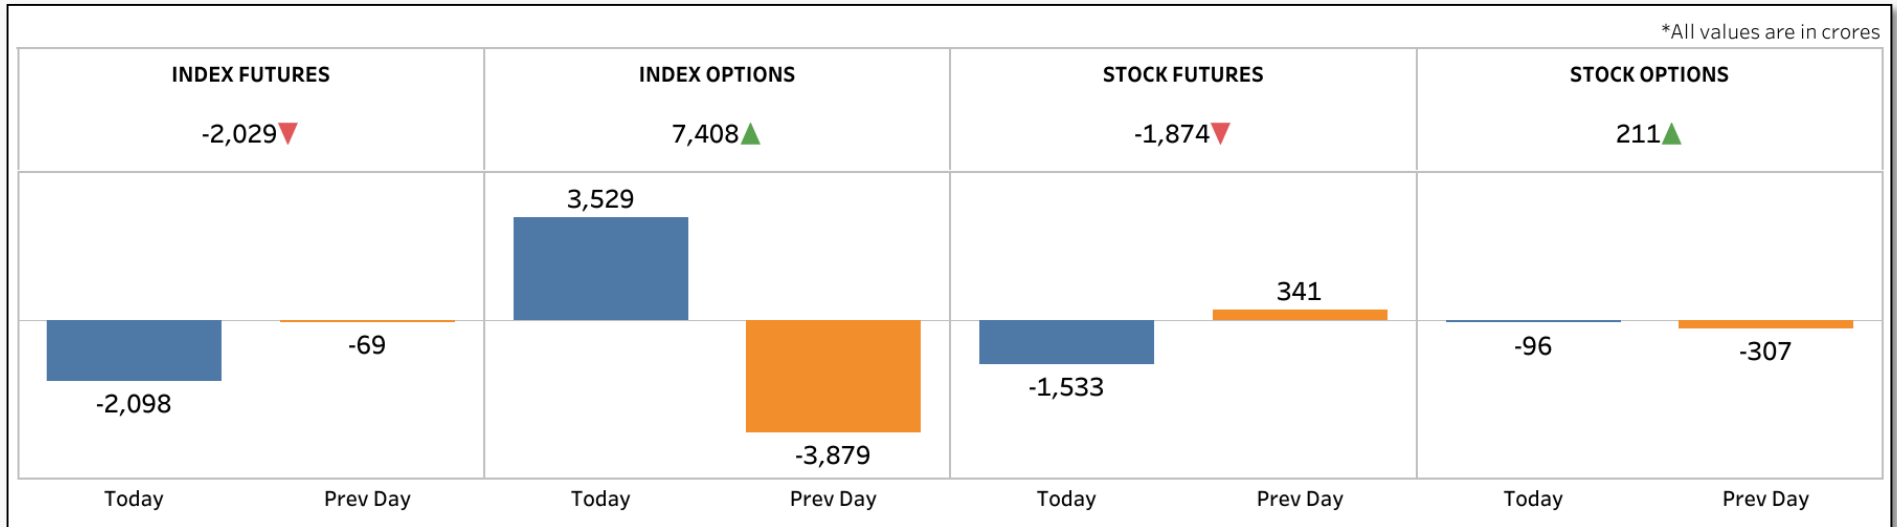 *All values are in crores
INDEX FUTURES
-2,029▼
INDEX OPTIONS
7,408▲
STOCK FUTURES
-1,874▼
STOCK OPTIONS
211▲
-2,098
-69
3,529
-3,879
-1,533
341
-96
-307
Today
Prev Day
Today
Prev Day
Today
Prev Day
Today
Prev Day